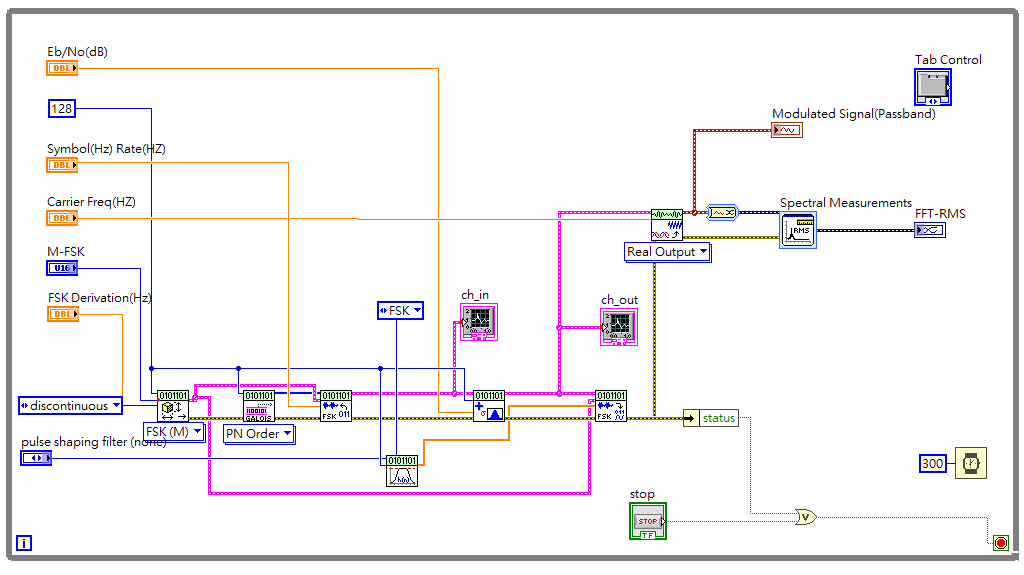 Eb/No(dB)
DBL
Tab Control
128
Modulated Signal(Passband)
Symbol(Hz) Rate(HZ)
DBL
Carrier Freq(HZ)
DBL
Spectral Measurements
FFT-RMS
RMS
Real Output
M-FSK
U16
FSK Derivation(Hz)
DBL
ch_in
ch_out
FSK
discontinuous
0101101
0101101
GALOIS
0101101
FSK 011
0101101
0101101
FSK
FSK (M)
PN Order
status
pulse shaping filter (none)
0101101
h(n)
300
stop
STOP
TF
V
i